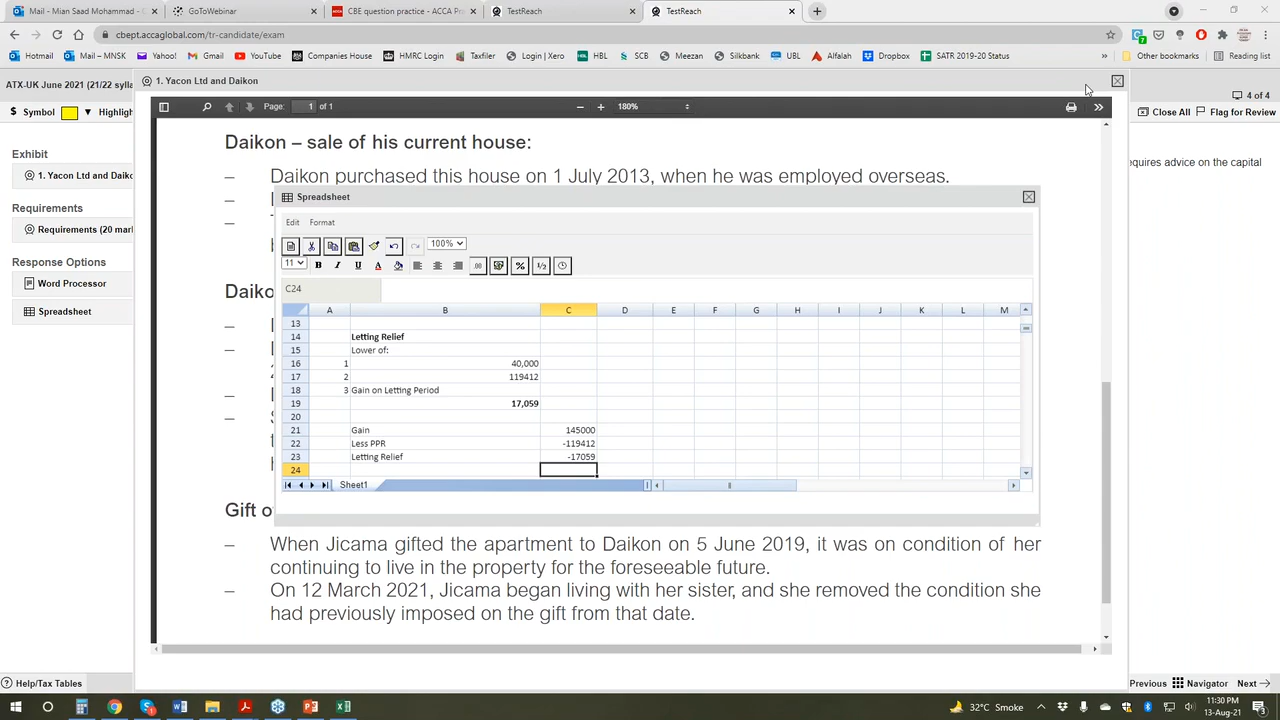 Mail - Mian Saad Mohammad -
GoToWebinar
CBE question practice – ACCA Po
TestReach
TestReach
cbept.accaglobal.com/tr-candidate/exam
Hotmail
Mail – MNSK
Yahoo!
Gmail
YouTube
Companies House
HMRC Login
Taxfiler
Login | Xero
HBL
SCB
Meezan
Silkbank
UBL
Alfalah
Dropbox
SATR 2019-20 Status
»
Other bookmarks
Reading list
ATX-UK June 2021 (21/22 sylla
1. Yacon Ltd and Daikon
4 of 4
$ Symbol
Highligh
Page: 1 of 1
180%
Close All
Flag for Review
Exhibit
1. Yacon Ltd and Daiko
Requirements
Requirements (20 marl
Response Options
Word Processor
Spreadsheet
equires advice on the capital
Daikon – sale of his current house:
– Daikon purchased this house on 1 July 2013, when he was employed overseas.
Spreadsheet
Edit Format
100%
11 B I U A .00 % 1/2
C24
A B C D E F G H I J K L M
13
14 Letting Relief
15 Lower of:
16 1 40,000
17 2 119412
18 3 Gain on Letting Period
19 17,059
20
21 Gain 145000
22 Less PPR -119412
23 Letting Relief -17059
24
Sheet1
Daiko
Gift o
– When Jicama gifted the apartment to Daikon on 5 June 2019, it was on condition of her
continuing to live in the property for the foreseeable future.
– On 12 March 2021, Jicama began living with her sister, and she removed the condition she
had previously imposed on the gift from that date.
Help/Tax Tables
Previous
Navigator
Next
32°C Smoke
11:30 PM
13-Aug-21
3